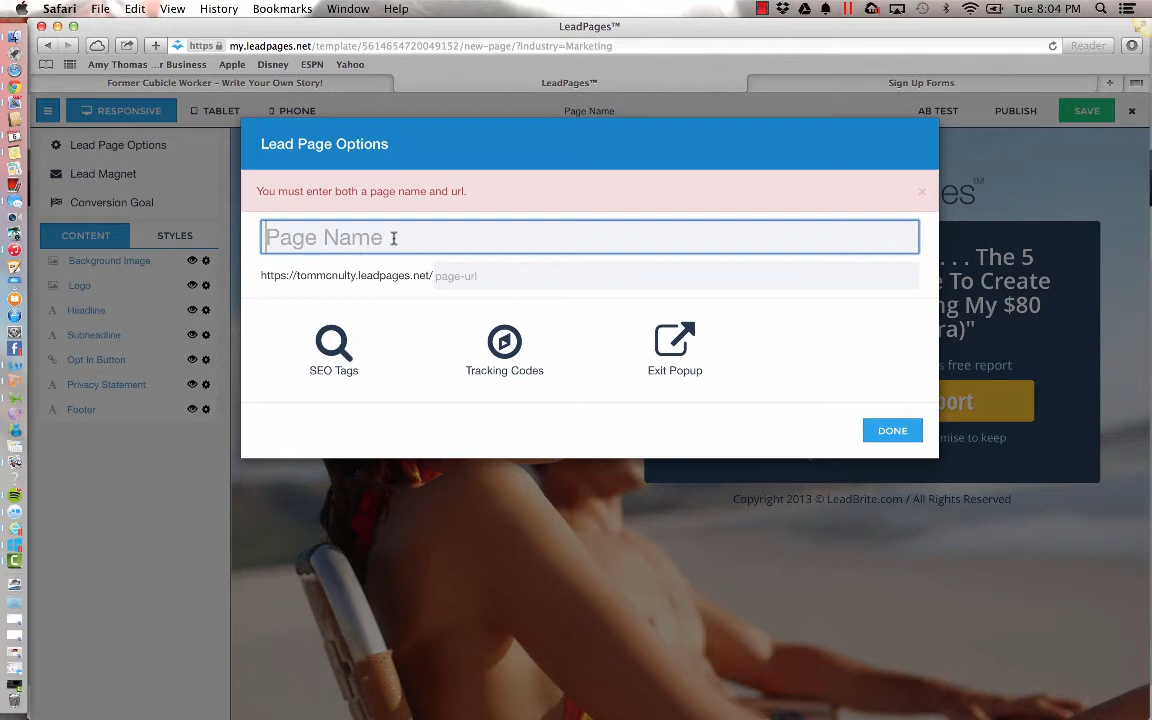 Safari File Edit View History Bookmarks Window Help Tue 8:04 PM
LeadPages™
https my.leadpages.net/template/5614654720049152/new-page/?Industry=Marketing Reader
Amy Thomas ...r Business Apple Disney ESPN Yahoo
Former Cubicle Worker – Write Your Own Story! LeadPages™ Sign Up Forms
RESPONSIVE TABLET PHONE Page Name AB TEST PUBLISH SAVE
Lead Page Options
Lead Magnet
Conversion Goal
CONTENT STYLES
Background Image
Logo
Headline
Subheadline
Opt In Button
Privacy Statement
Footer
Lead Page Options
You must enter both a page name and url.
Page Name
https://tommcnulty.leadpages.net/ page-url
SEO Tags Tracking Codes Exit Popup
DONE
es™
. . . The 5
To Create
ng My $80
ra)"
s free report
ort
mise to keep
Copyright 2013 © LeadBrite.com / All Rights Reserved